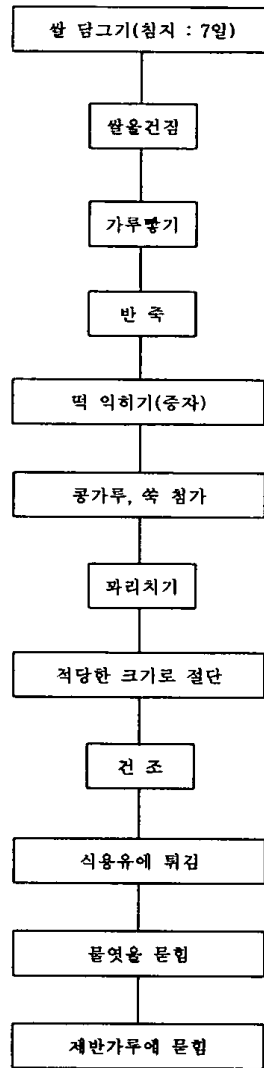 쌀 담그기(침지 : 7일)
쌀을건짐
가루빻기
반 죽
떡 익히기(증자)
콩가루, 쑥 첨가
꽈리치기
적당한 크기로 절단
건 조
식용유에 튀김
물엿을 묻힘
제반가루에 묻힘